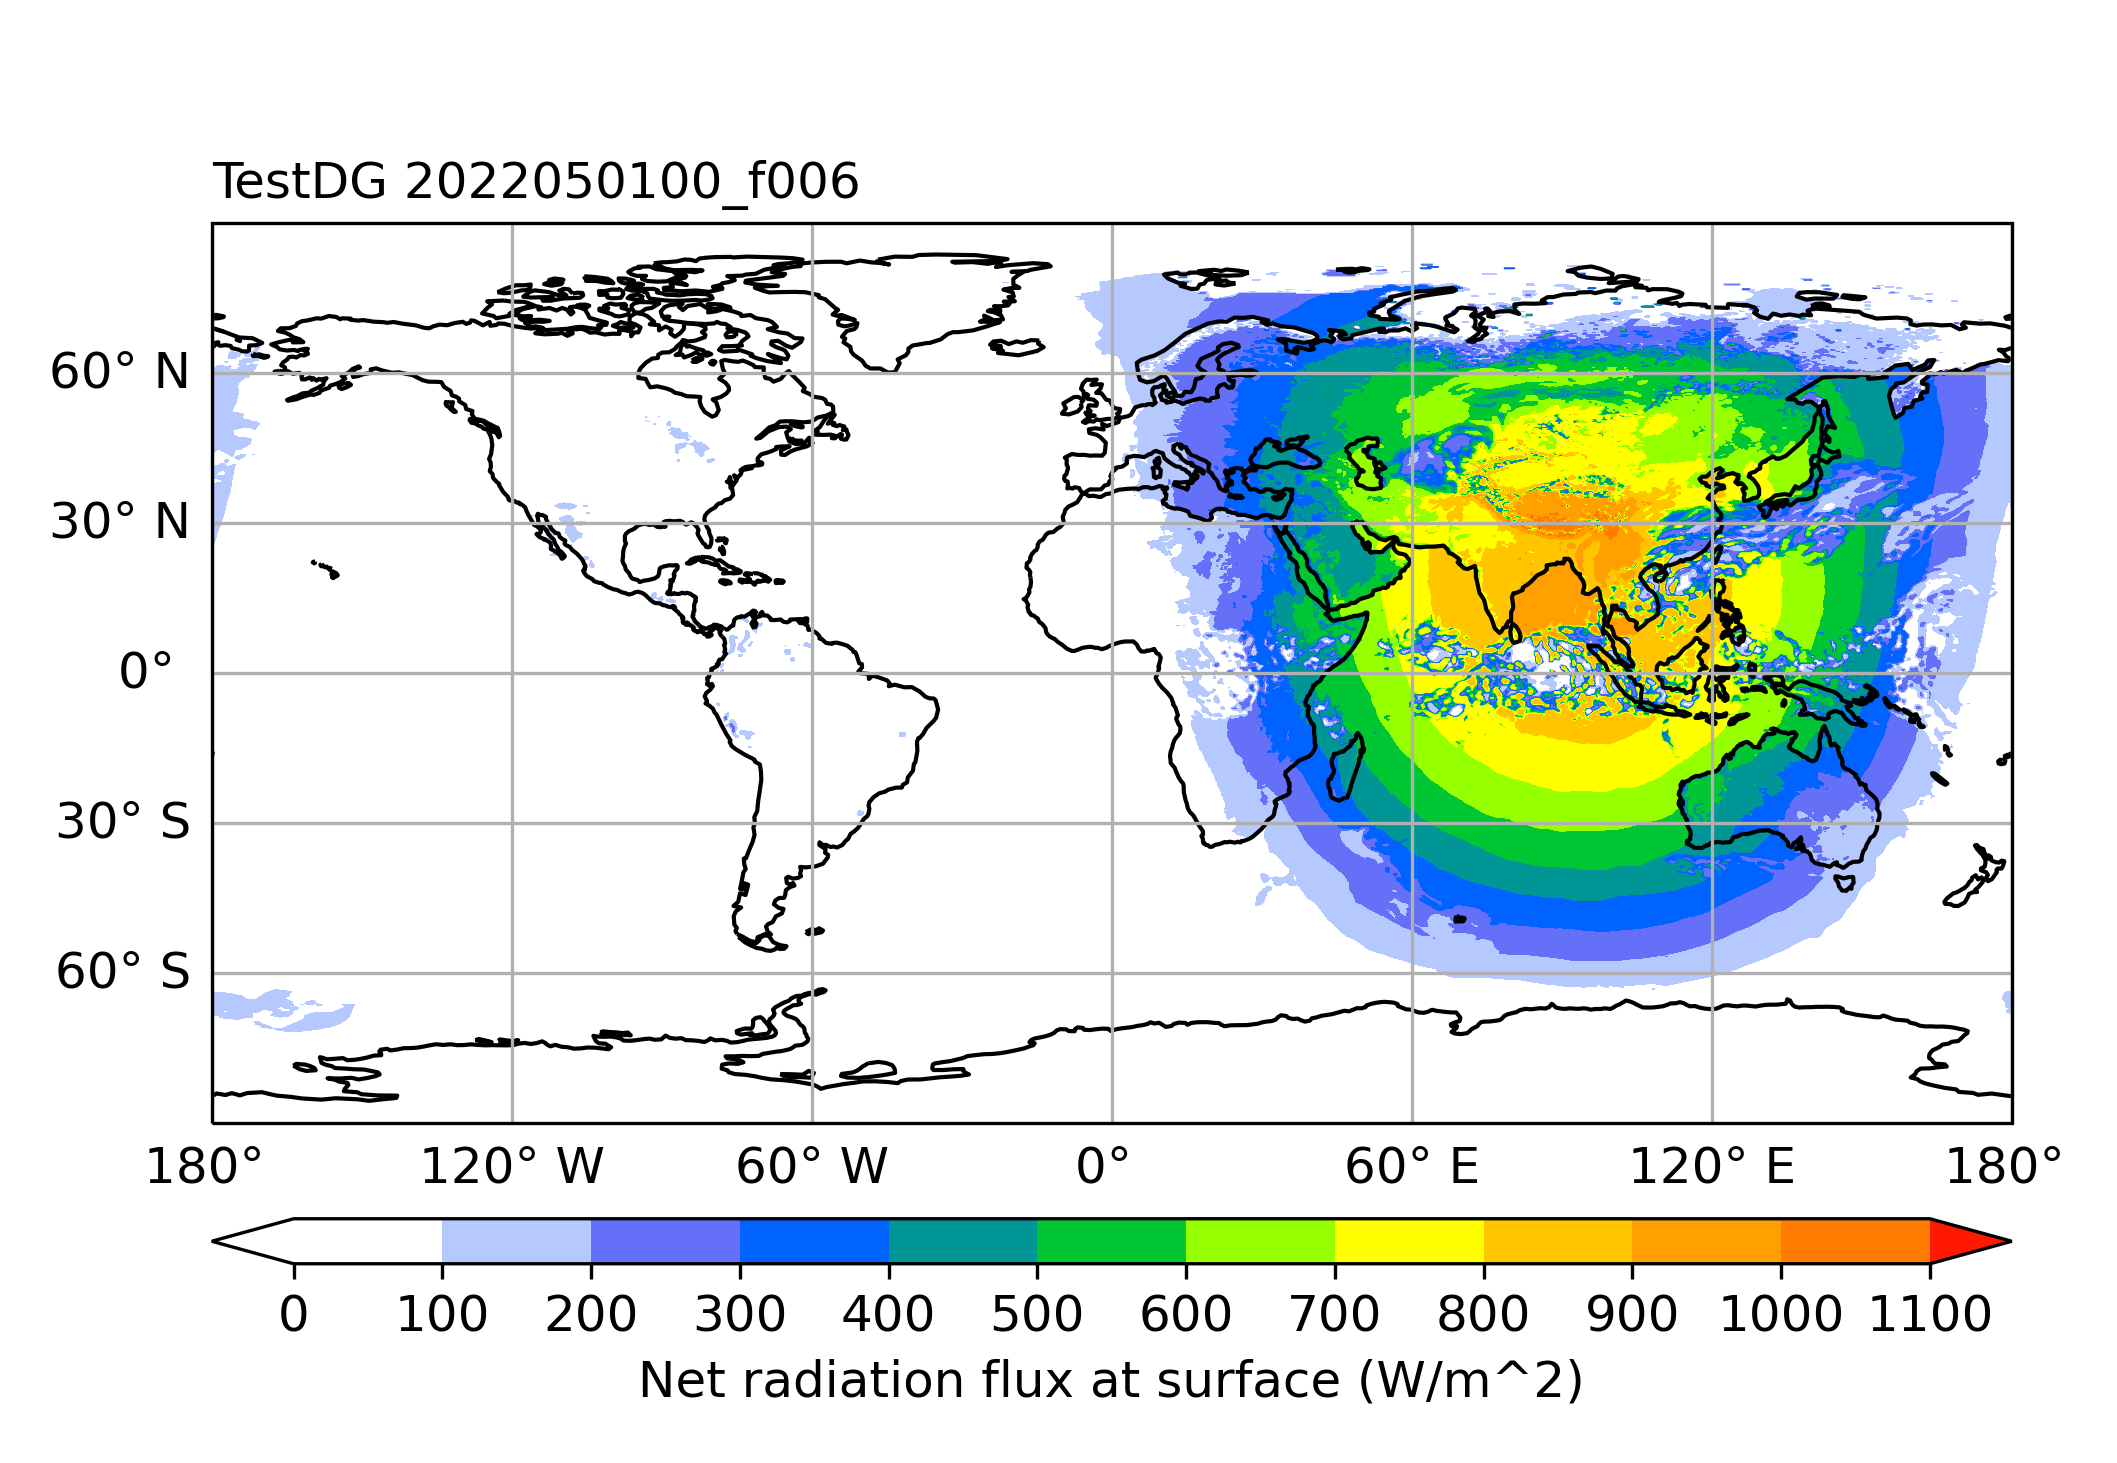 TestDG 2022050100_f006
60° N
30° N
0°
30° S
60° S
180° 120° W 60° W 0° 60° E 120° E 180°
0 100 200 300 400 500 600 700 800 900 1000 1100
Net radiation flux at surface (W/m^2)